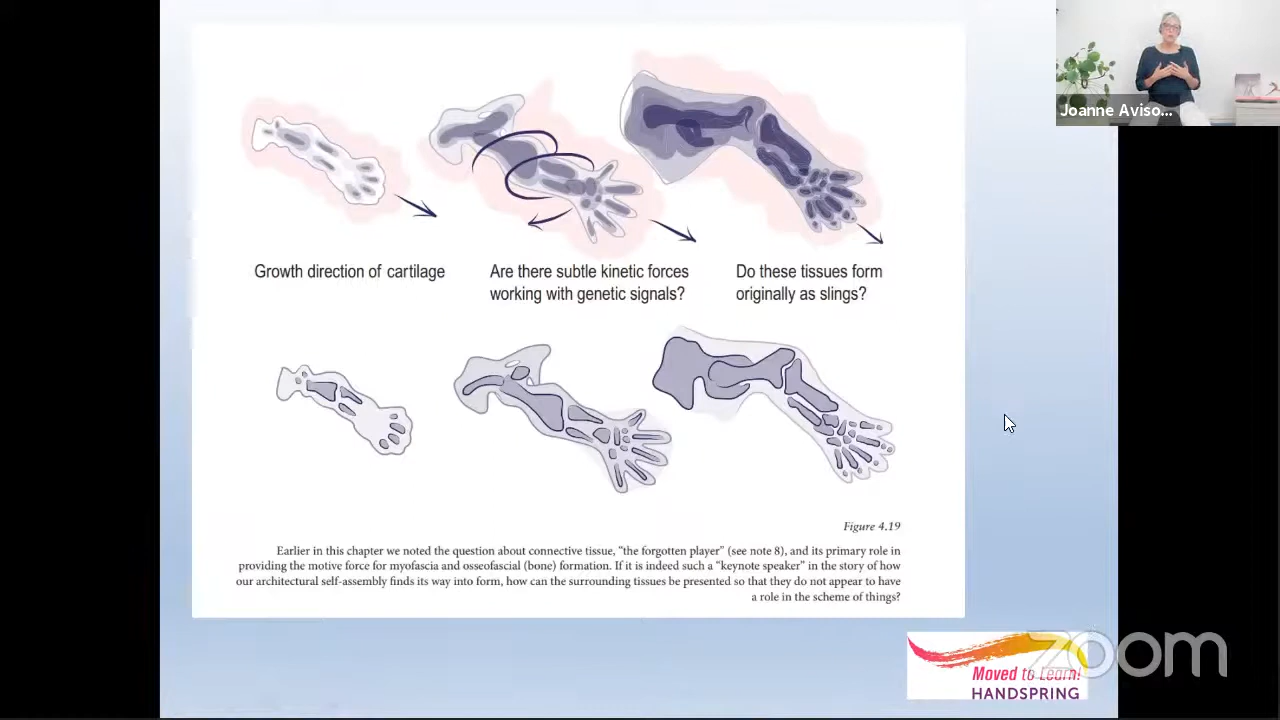 Joanne Aviso...
Growth direction of cartilage
Are there subtle kinetic forces
working with genetic signals?
Do these tissues form
originally as slings?
Figure 4.19
Earlier in this chapter we noted the question about connective tissue, “the forgotten player” (see note 8), and its primary role in
providing the motive force for myofascia and osseofascial (bone) formation. If it is indeed such a “keynote speaker” in the story of how
our architectural self-assembly finds its way into form, how can the surrounding tissues be presented so that they do not appear to have
a role in the scheme of things?
zoom
Moved to Learn!
HANDSPRING